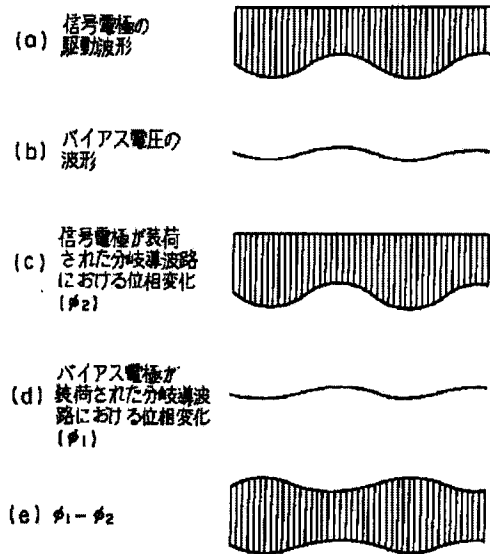 (a) 信号電極の
駆動波形
(b) バイアス電圧の
波形
(c) 信号電極が装荷
された分岐導波路
における位相変化
(φ2)
(d) バイアス電極が
装荷された分岐導波
路における位相変化
(φ1)
(e) φ1-φ2